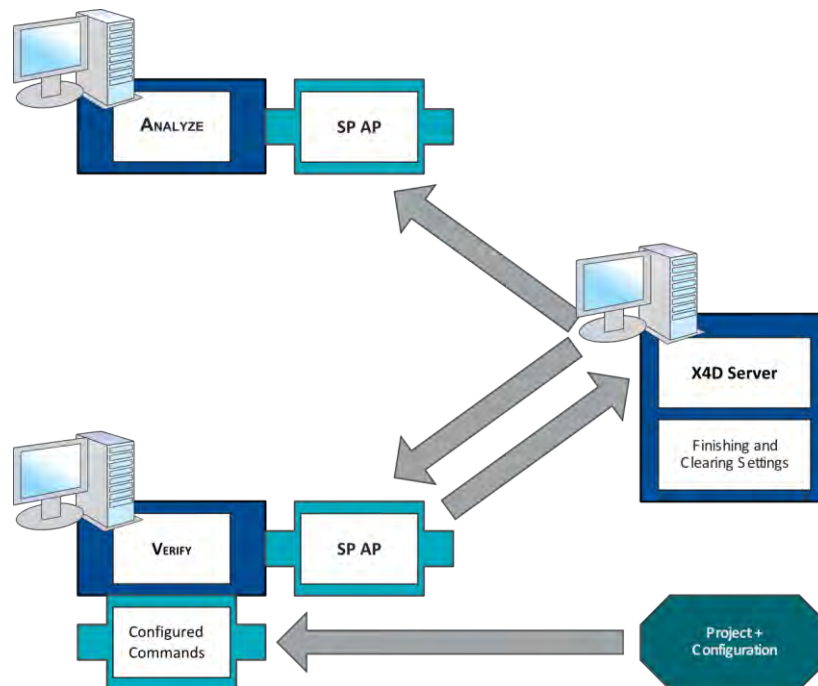 ANALYZE
SP AP
X4D Server
Finishing and
Clearing Settings
VERIFY
SP AP
Configured
Commands
Project +
Configuration